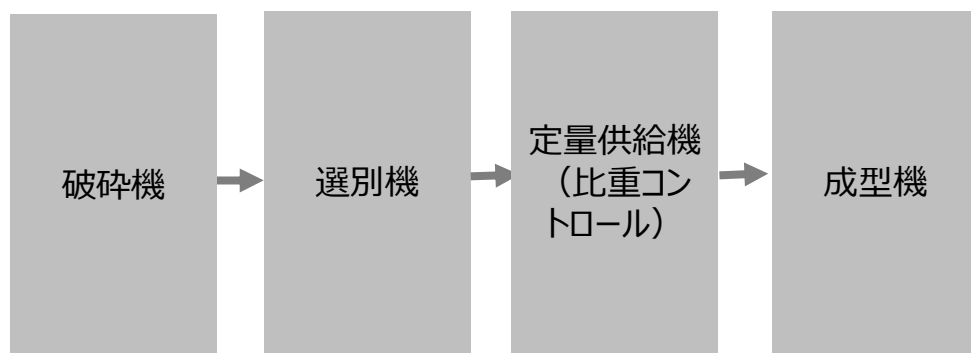 破砕機
選別機
定量供給機
（比重コン
トロール）
成型機